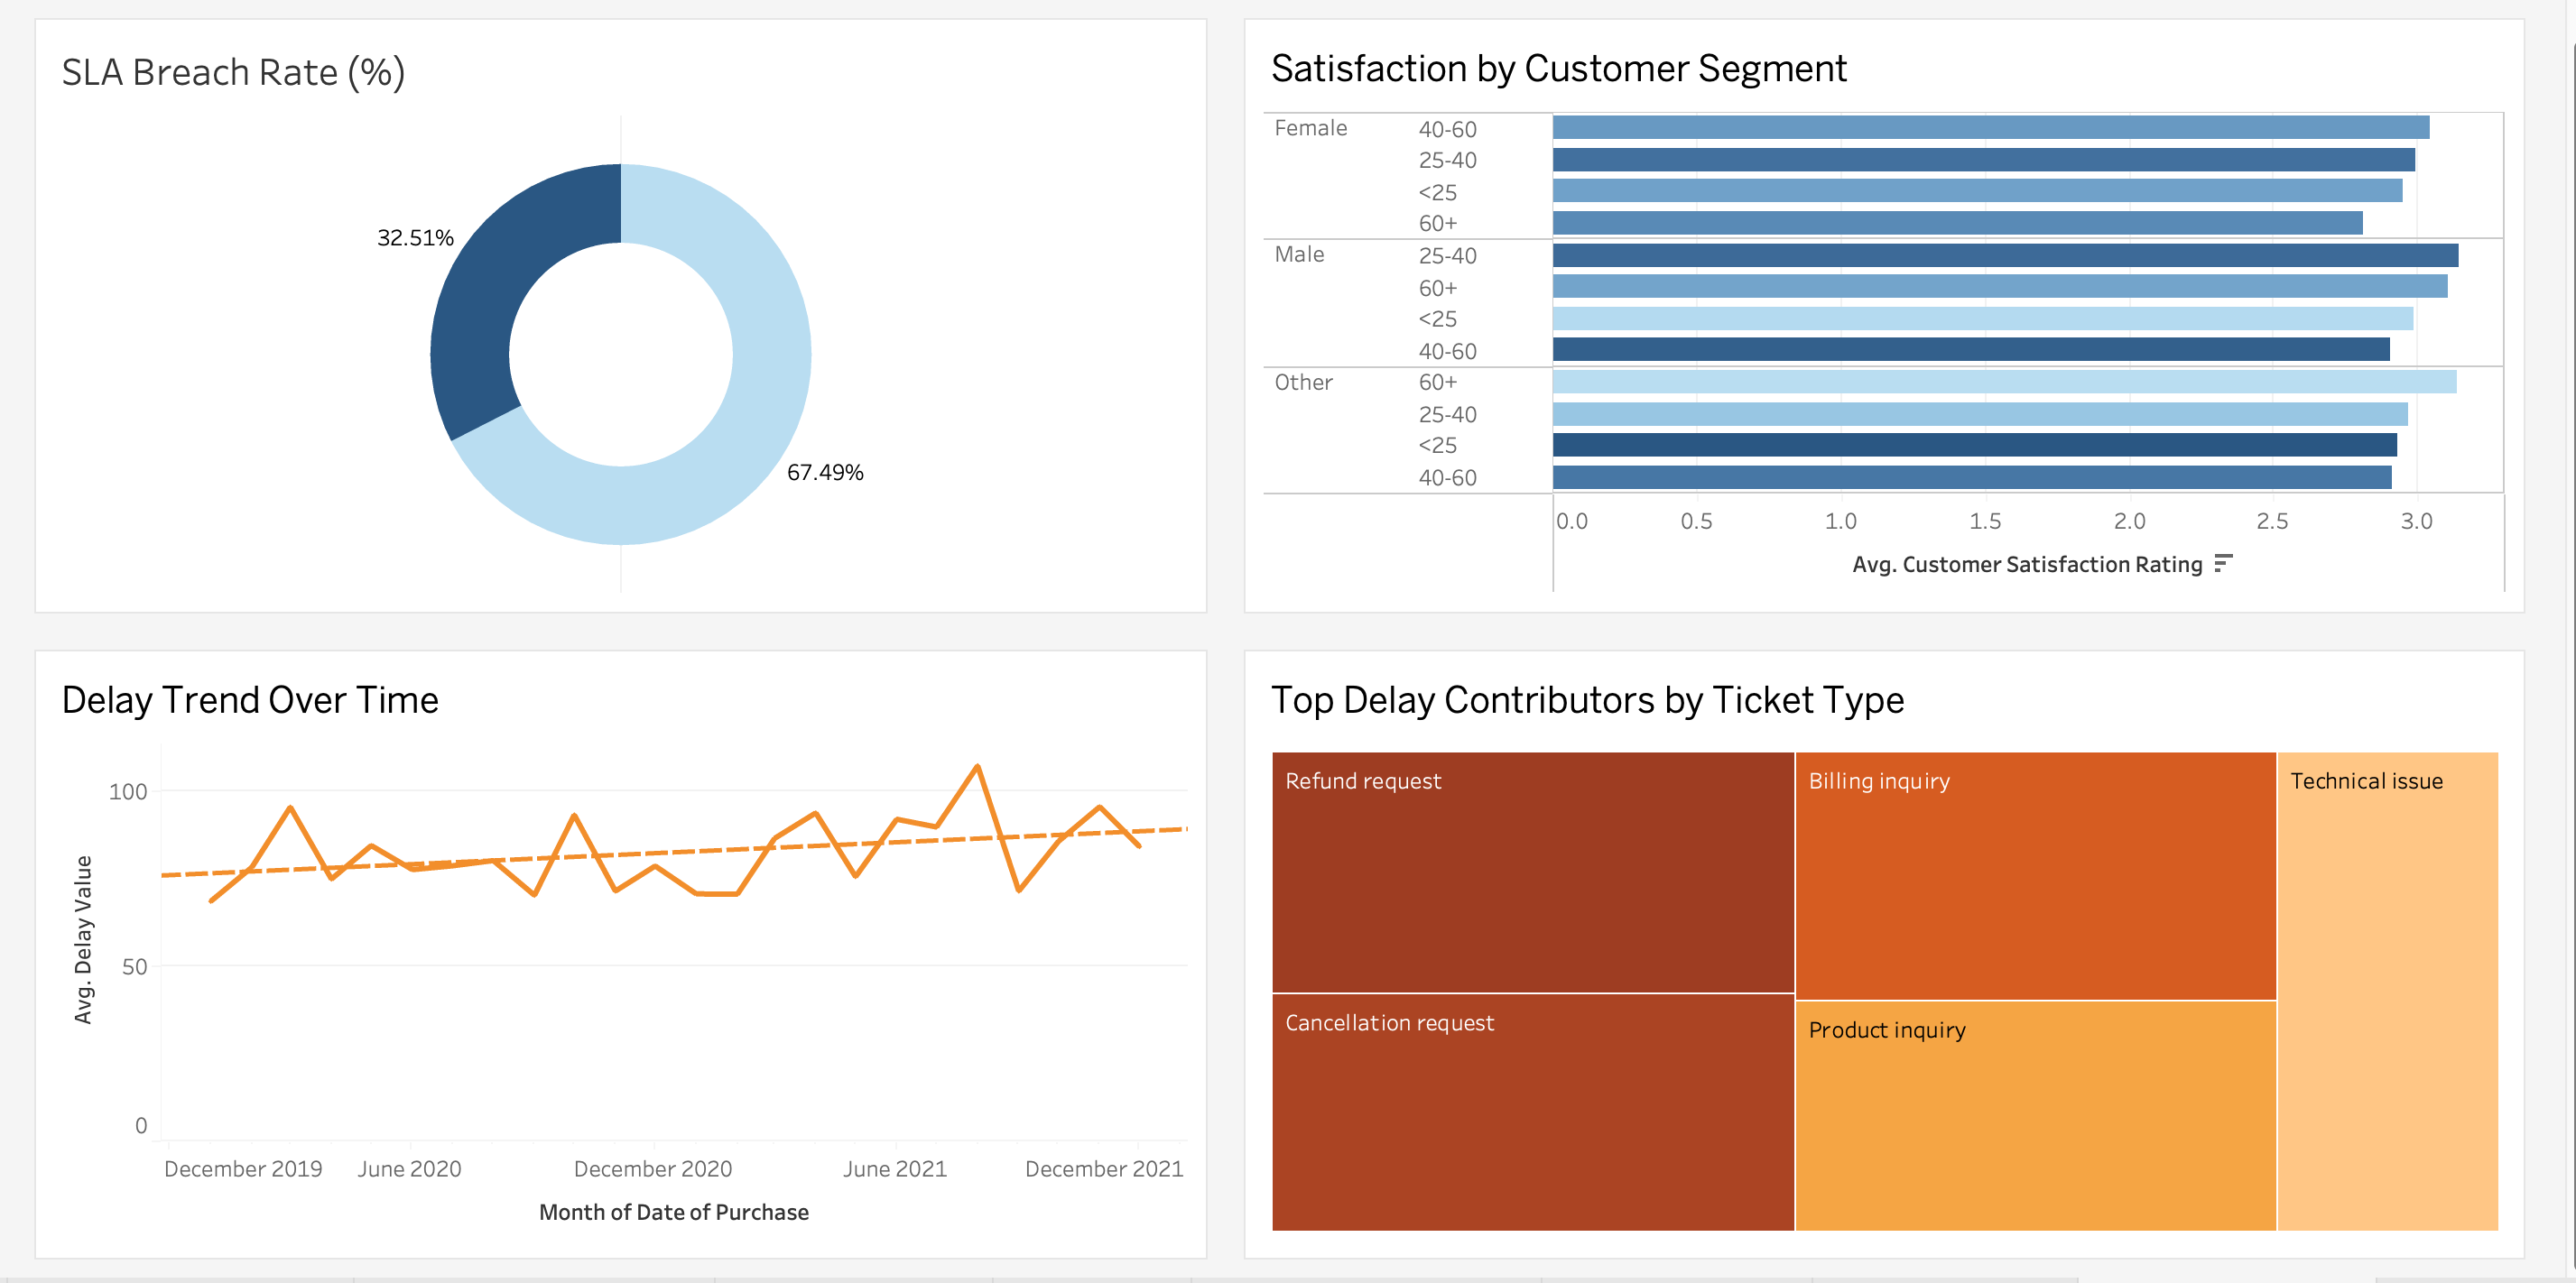 SLA Breach Rate (%)
32.51%
67.49%
Satisfaction by Customer Segment
Female 40-60
25-40
<25
60+
Male 25-40
60+
<25
40-60
Other 60+
25-40
<25
40-60
0.0 0.5 1.0 1.5 2.0 2.5 3.0
Avg. Customer Satisfaction Rating
Delay Trend Over Time
Avg. Delay Value
100
50
0
December 2019 June 2020 December 2020 June 2021 December 2021
Month of Date of Purchase
Top Delay Contributors by Ticket Type
Refund request
Billing inquiry
Technical issue
Cancellation request
Product inquiry